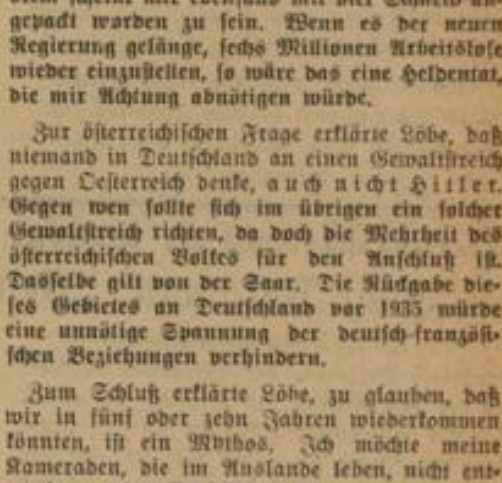 gepackt worden zu sein. Wenn es der neuen
Regierung gelänge, sechs Millionen Arbeitslose
wieder einzustellen, so wäre das eine Heldentat,
die mir Achtung abnötigen würde.
Zur österreichischen Frage erklärte Löbe, daß
niemand in Deutschland an einen Gewaltstreich
gegen Oesterreich denke, auch nicht Hitler.
Gegen wen sollte sich im übrigen ein solcher
Gewaltstreich richten, da doch die Mehrheit des
österreichischen Volkes für den Anschluß ist.
Dasselbe gilt von der Saar. Die Rückgabe die-
ses Gebietes an Deutschland vor 1935 würde
eine unnötige Spannung der deutsch-französi-
schen Beziehungen verhindern.
Zum Schluß erklärte Löbe, zu glauben, daß
wir in fünf oder zehn Jahren wiederkommen
könnten, ist ein Mythos. Ich möchte meine
Kameraden, die im Auslande leben, nicht ent-